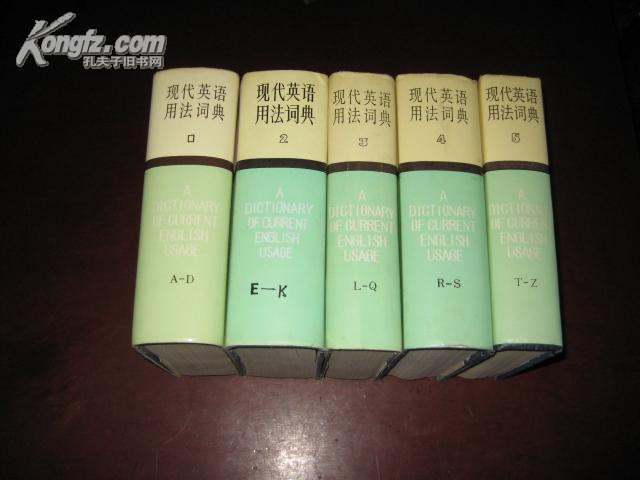 Kongfz.com
孔夫子旧书网
现代英语
用法词典
1
A
DICTIONARY
OF CURRENT
ENGLISH
USAGE
A-D
现代英语
用法词典
2
A
DICTIONARY
OF CURRENT
ENGLISH
USAGE
E—K
现代英语
用法词典
3
A
DICTIONARY
OF CURRENT
ENGLISH
USAGE
L-Q
现代英语
用法词典
4
A
DICTIONARY
OF CURRENT
ENGLISH
USAGE
R-S
现代英语
用法词典
5
A
DICTIONARY
OF CURRENT
ENGLISH
USAGE
T-Z